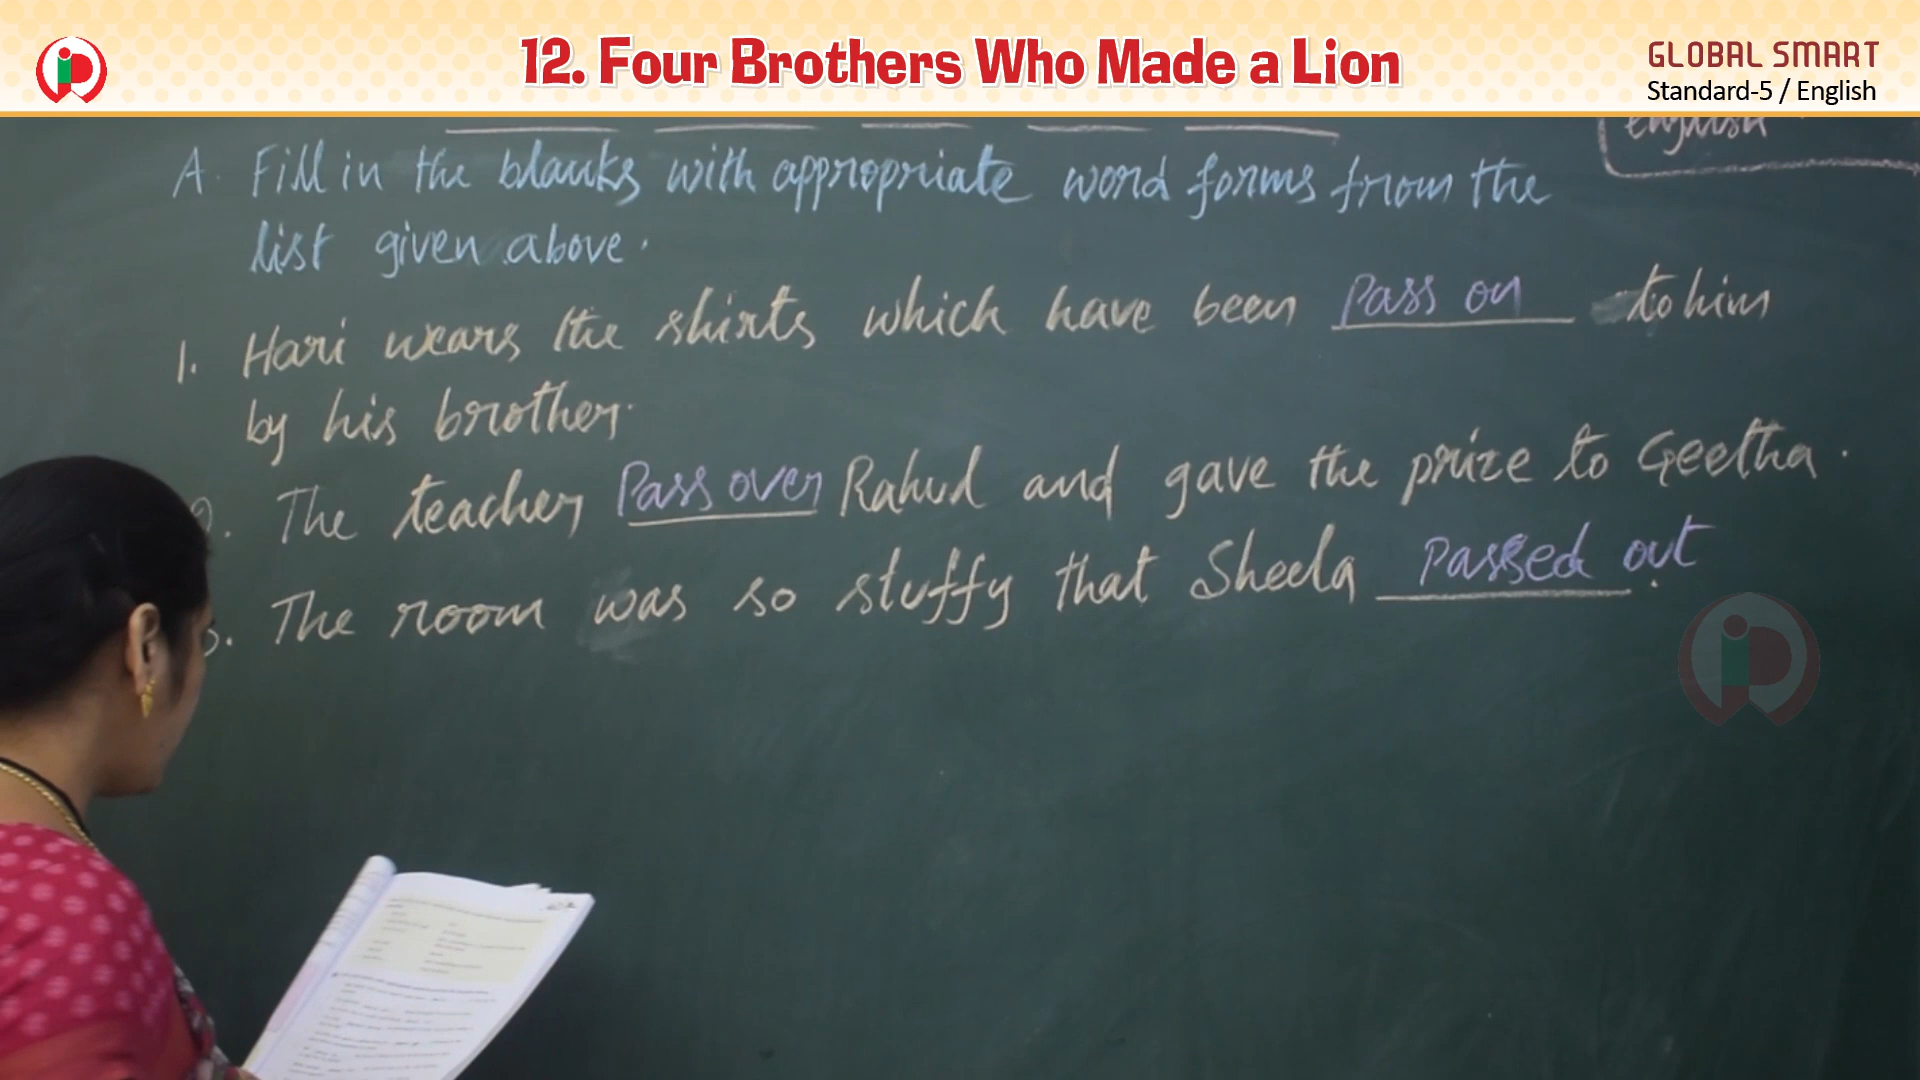 12. Four Brothers Who Made a Lion
GLOBAL SMART
Standard-5 / English
english
A. Fill in the blanks with appropriate word forms from the
list given above.
1. Hari wears the shirts which have been Pass on to him
by his brother.
2. The teacher Pass over Rahul and gave the prize to Geetha.
3. The room was so stuffy that Sheela Passed out.